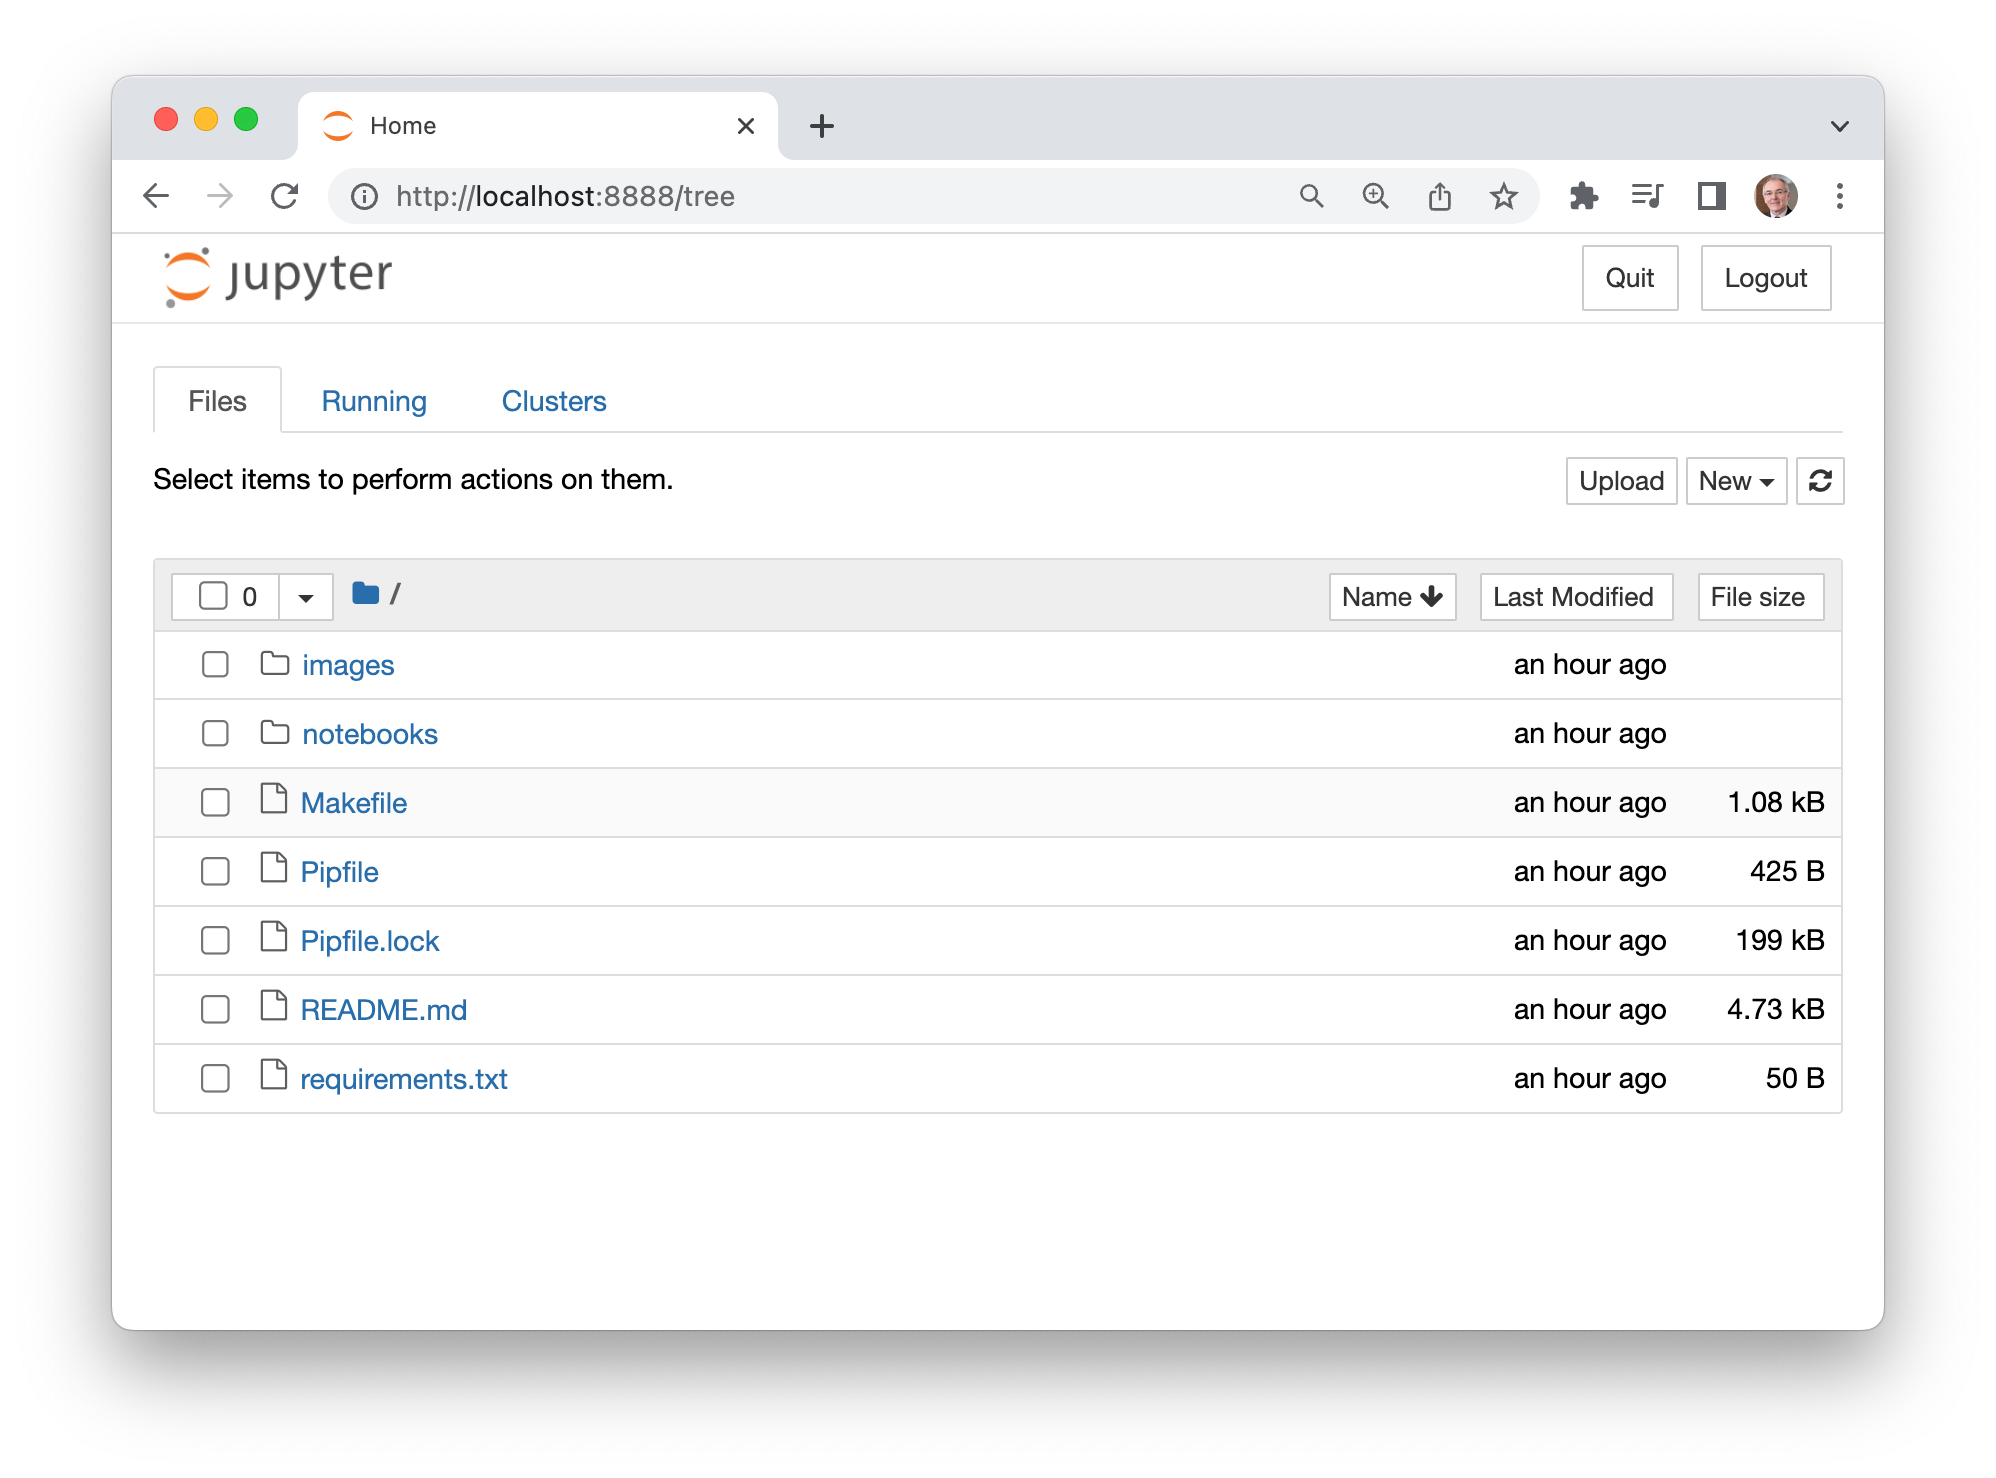 Home
http://localhost:8888/tree
jupyter
Quit
Logout
Files
Running
Clusters
Select items to perform actions on them.
Upload
New
0
/
Name
Last Modified
File size
images an hour ago
notebooks an hour ago
Makefile an hour ago 1.08 kB
Pipfile an hour ago 425 B
Pipfile.lock an hour ago 199 kB
README.md an hour ago 4.73 kB
requirements.txt an hour ago 50 B